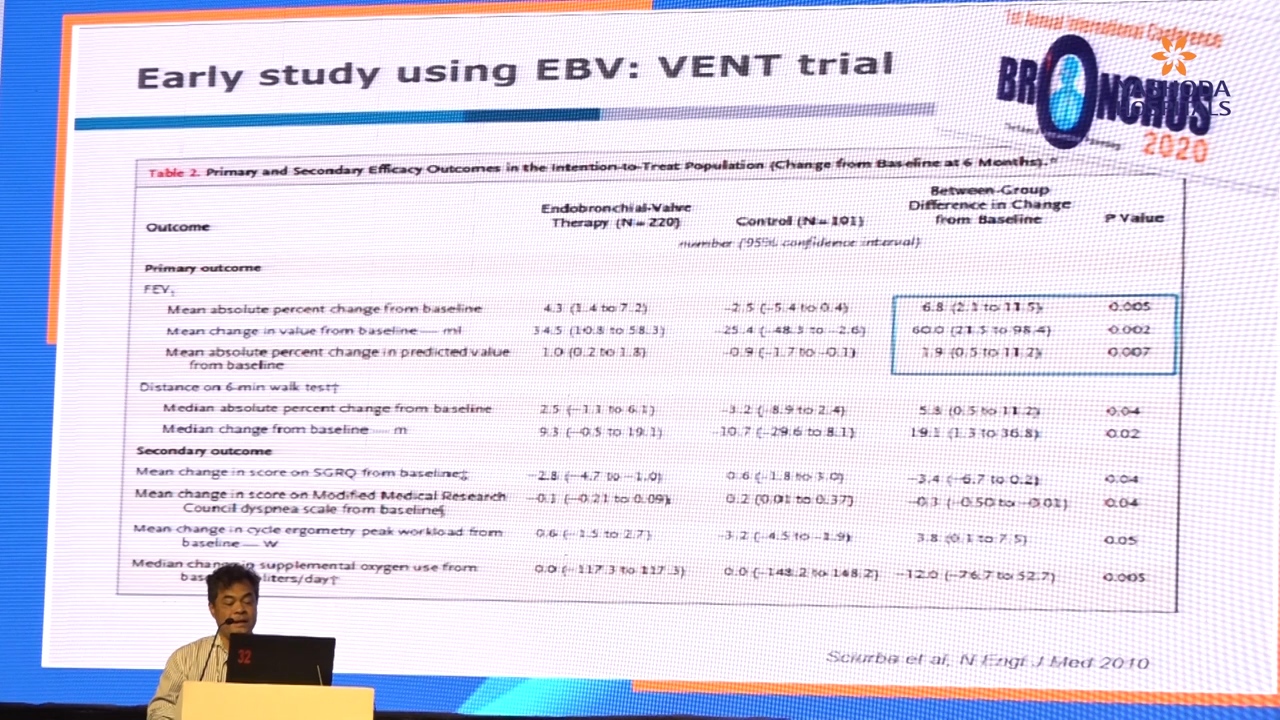 1st Annual International Conference
BRONCHUS
2020
Early study using EBV: VENT trial
Table 2. Primary and Secondary Efficacy Outcomes in the Intention-to-Treat Population (Change from Baseline at 6 Months).*
Outcome Endobronchial-Valve Therapy (N=220) Control (N=191) Between-Group Difference in Change from Baseline P Value
number (95% confidence interval)
Primary outcome
FEV₁
Mean absolute percent change from baseline 4.3 (1.4 to 7.2) −2.5 (−5.4 to 0.4) 6.8 (2.1 to 11.5) 0.005
Mean change in value from baseline — ml 34.5 (10.8 to 58.3) −25.4 (−48.3 to −2.6) 60.0 (21.5 to 98.4) 0.002
Mean absolute percent change in predicted value (0.2 to 1.8) −0.9 (−1.7 to −0.1) 1.9 (0.5 to 11.2) 0.007
from baseline
Distance on 6-min walk test†
Median absolute percent change from baseline 2.5 (−1.1 to 6.1) −3.2 (−8.9 to 2.4) 5.8 (0.5 to 11.2) 0.04
Median change from baseline — m 9.3 (−0.5 to 19.1) −10.7 (−29.6 to 8.1) 19.1 (1.3 to 36.8) 0.02
Secondary outcome
Mean change in score on SGRQ from baseline‡ −2.8 (−4.7 to −1.0) 0.6 (−1.8 to 3.0) −3.4 (−6.7 to 0.2) 0.04
Mean change in score on Modified Medical Research −0.1 (−0.21 to 0.09) 0.2 (0.01 to 0.37) −0.3 (−0.50 to −0.01) 0.04
Council dyspnea scale from baseline§
Mean change in cycle ergometry peak workload from 0.6 (−1.5 to 2.7) −3.2 (−4.5 to −1.9) 3.8 (0.1 to 7.5) 0.05
baseline — W
Median change in supplemental oxygen use from 0.0 (−117.3 to 117.3) 0.0 (−148.2 to 148.2) −12.0 (−76.7 to 52.7) 0.005
liters/day†
Sciurba et al, N Engl J Med 2010
32